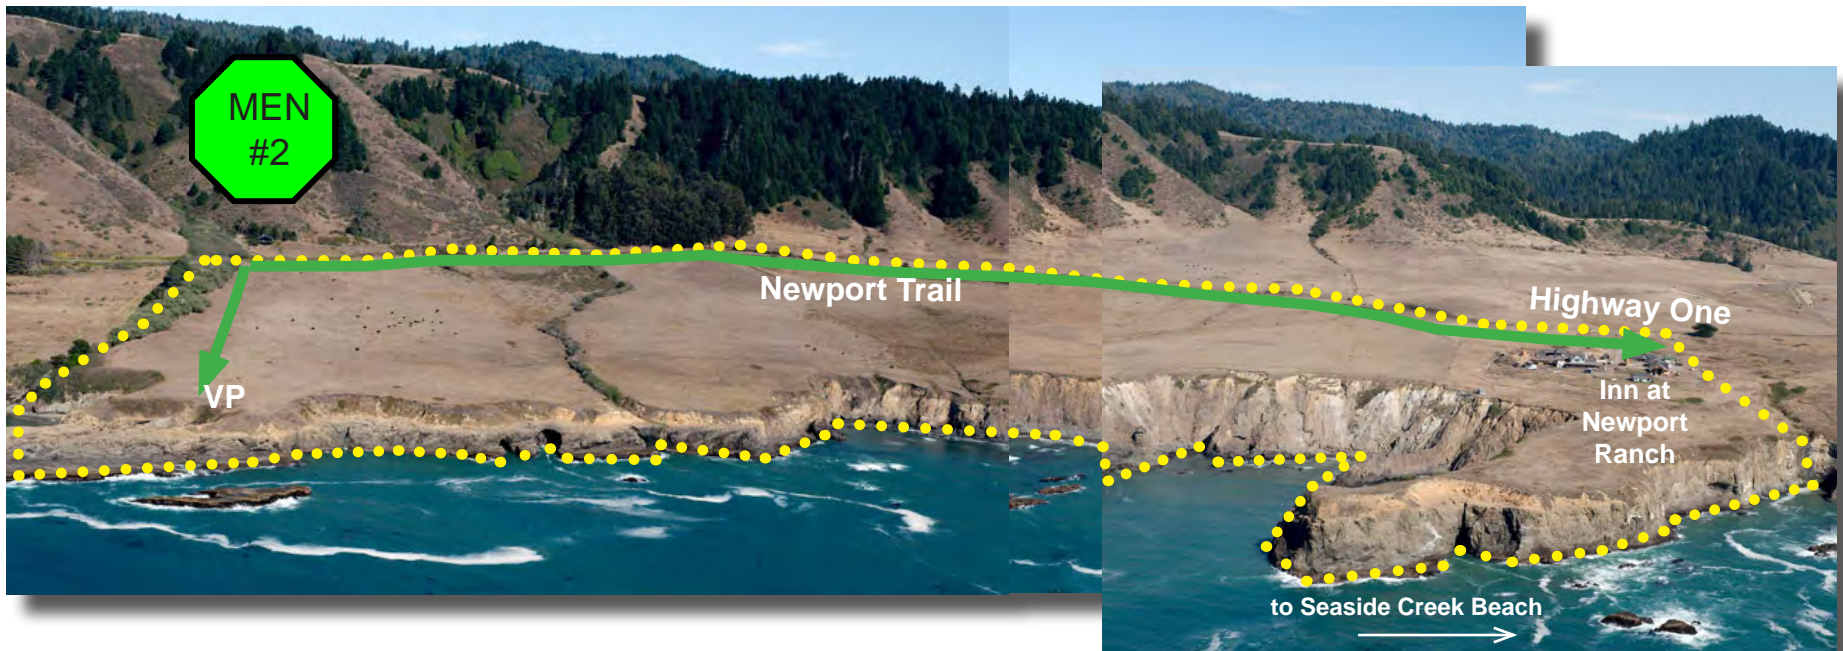 MEN
#2
Newport Trail
VP
Highway One
Inn at
Newport
Ranch
to Seaside Creek Beach